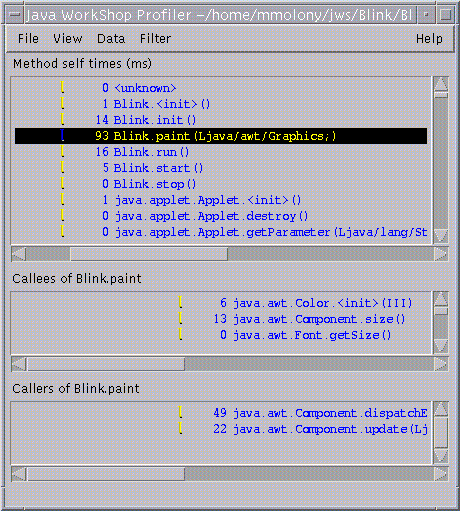 Java WorkShop Profiler –/home/mmolony/jws/Blink/Bl
File View Data Filter Help
Method self times (ms)
! 0 <unknown>
! 1 Blink.<init>()
! 14 Blink.init()
! 93 Blink.paint(Ljava/awt/Graphics;)
! 16 Blink.run()
! 5 Blink.start()
! 0 Blink.stop()
! 1 java.applet.Applet.<init>()
! 0 java.applet.Applet.destroy()
! 0 java.applet.Applet.getParameter(Ljava/lang/St
Callees of Blink.paint
! 6 java.awt.Color.<init>(III)
! 13 java.awt.Component.size()
! 0 java.awt.Font.getSize()
Callers of Blink.paint
! 49 java.awt.Component.dispatchE
! 22 java.awt.Component.update(Lj